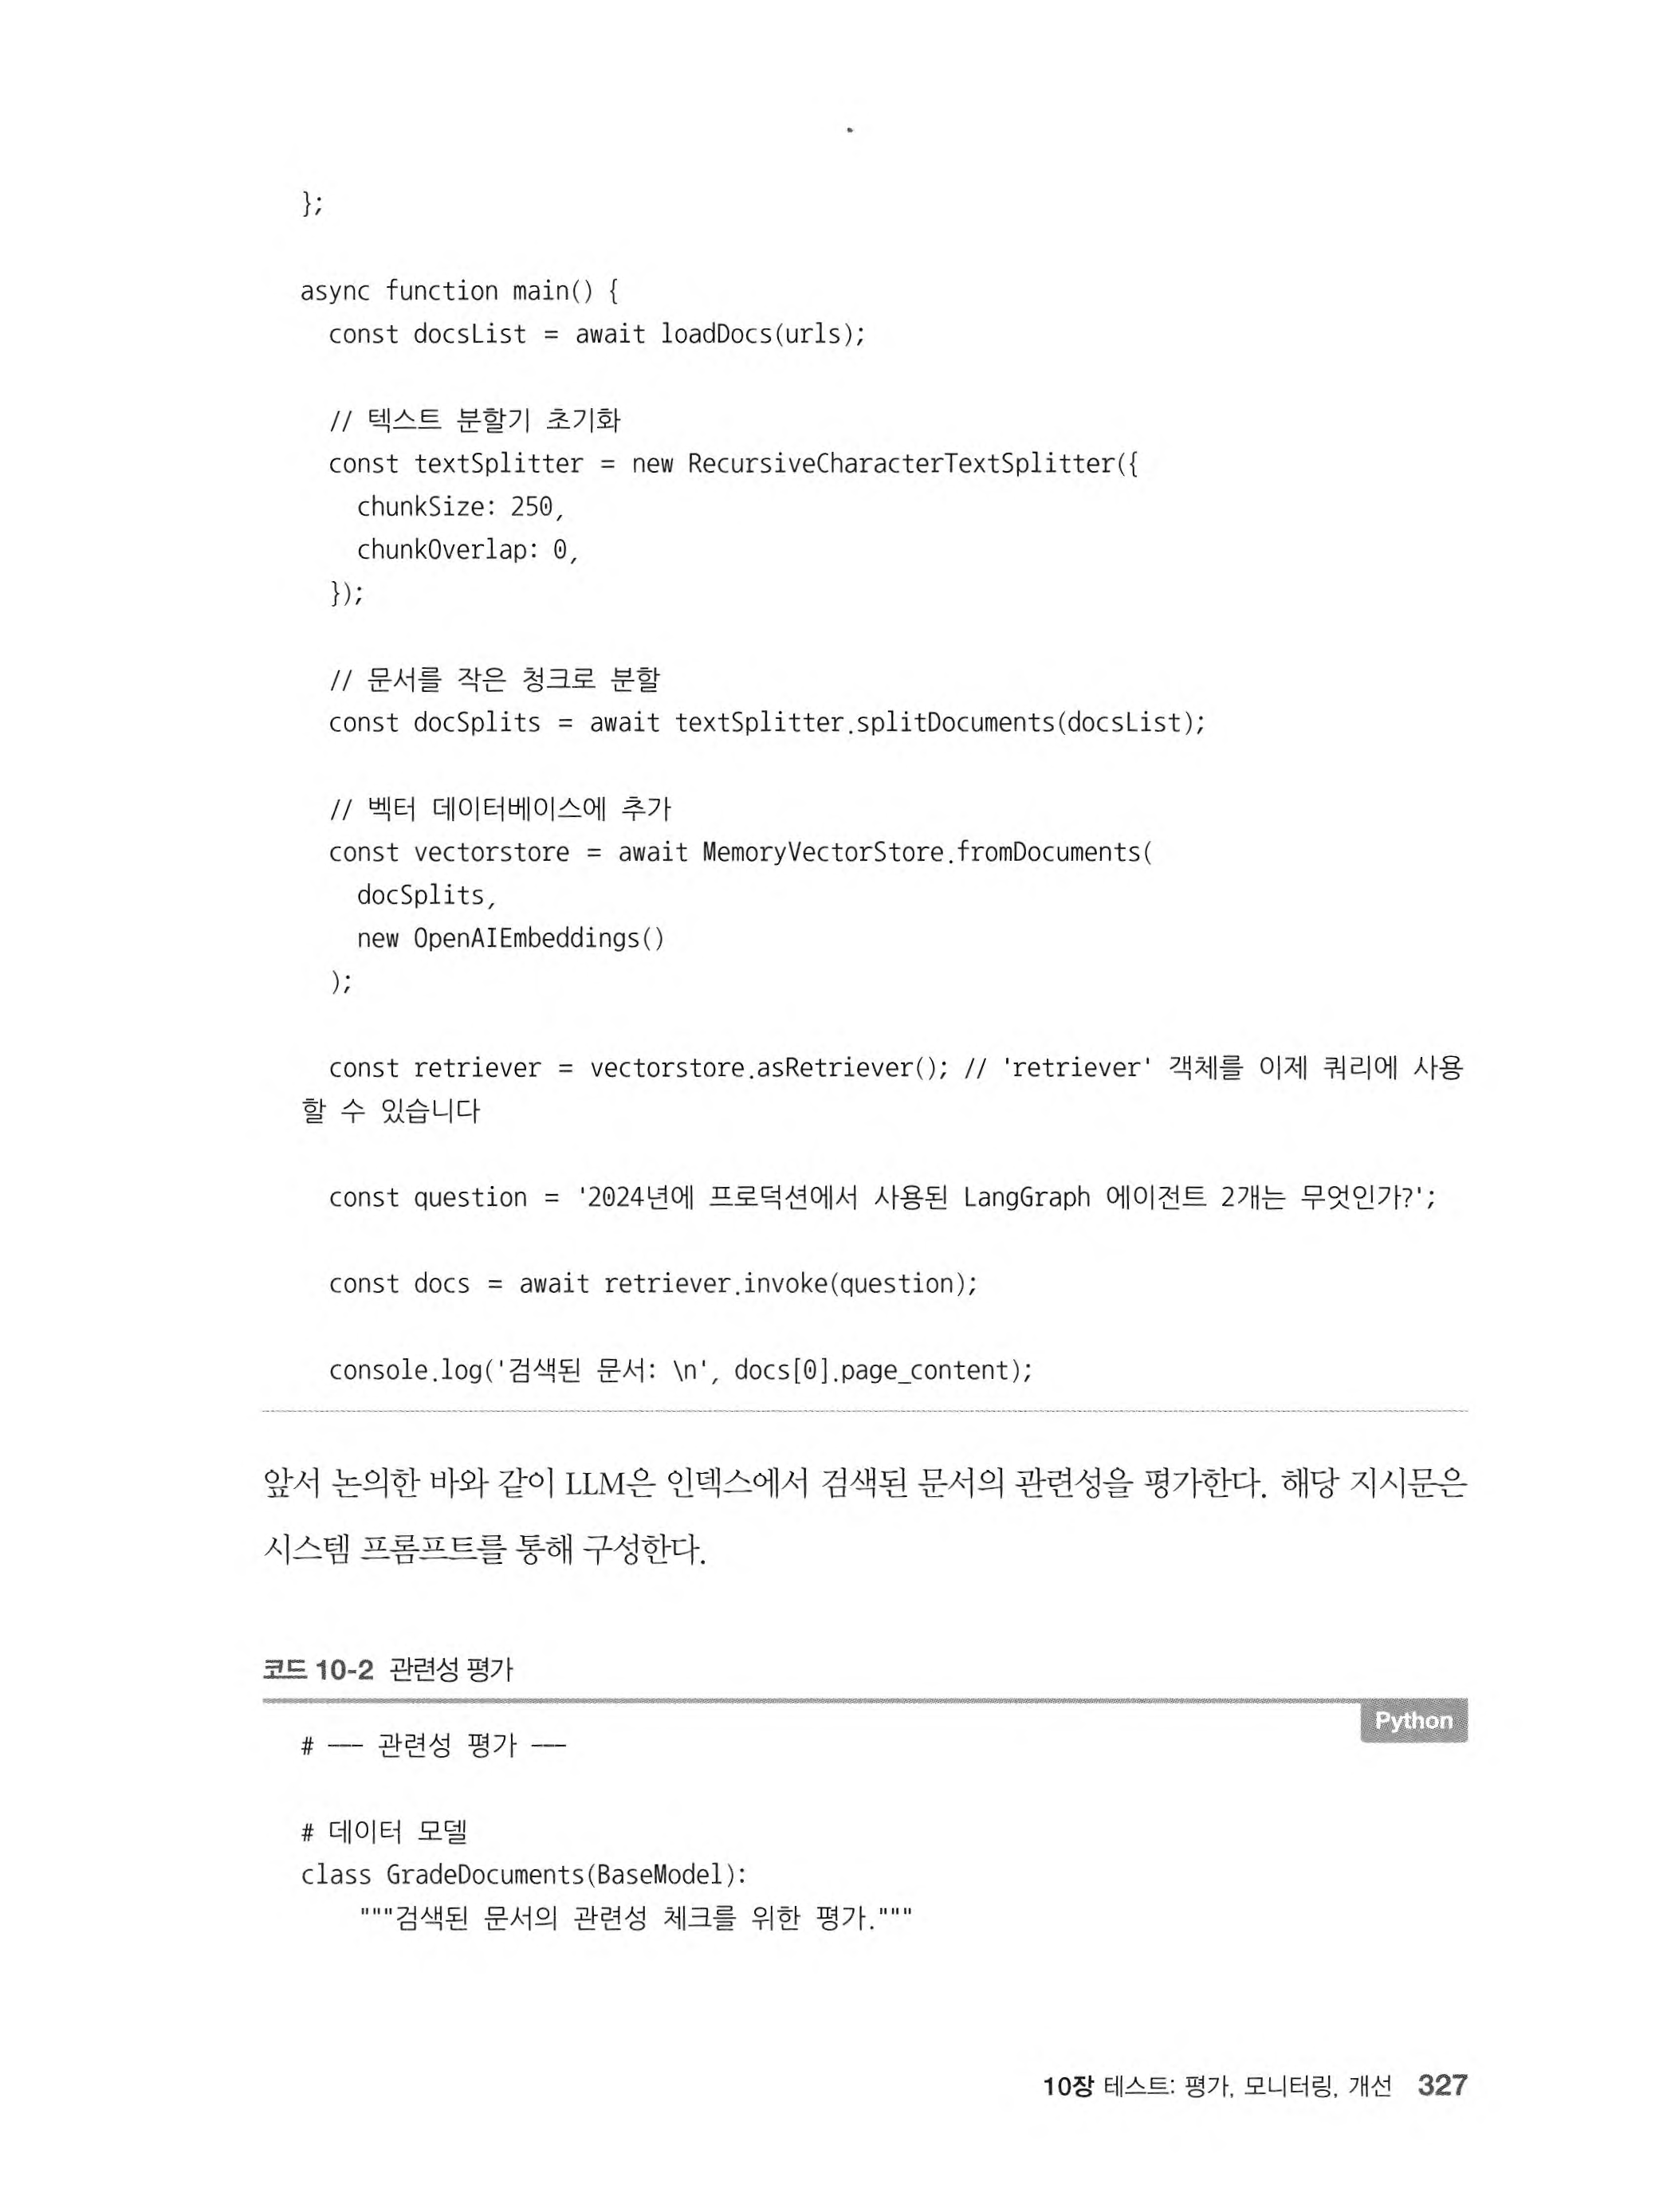 };

async function main() {
  const docsList = await loadDocs(urls);

  // 텍스트 분할기 초기화
  const textSplitter = new RecursiveCharacterTextSplitter({
    chunkSize: 250,
    chunkOverlap: 0,
  });

  // 문서를 작은 청크로 분할
  const docSplits = await textSplitter.splitDocuments(docsList);

  // 벡터 데이터베이스에 추가
  const vectorstore = await MemoryVectorStore.fromDocuments(
    docSplits,
    new OpenAIEmbeddings()
  );

  const retriever = vectorstore.asRetriever(); // 'retriever' 객체를 이제 쿼리에 사용
할 수 있습니다

  const question = '2024년에 프로덕션에서 사용된 LangGraph 에이전트 2개는 무엇인가?';

  const docs = await retriever.invoke(question);

  console.log('검색된 문서: \n', docs[0].page_content);

앞서 논의한 바와 같이 LLM은 인덱스에서 검색된 문서의 관련성을 평가한다. 해당 지시문은
시스템 프롬프트를 통해 구성한다.

코드 10-2 관련성 평가
Python
# –– 관련성 평가 ––

# 데이터 모델
class GradeDocuments(BaseModel):
    """검색된 문서의 관련성 체크를 위한 평가."""

10장 테스트: 평가, 모니터링, 개선 327